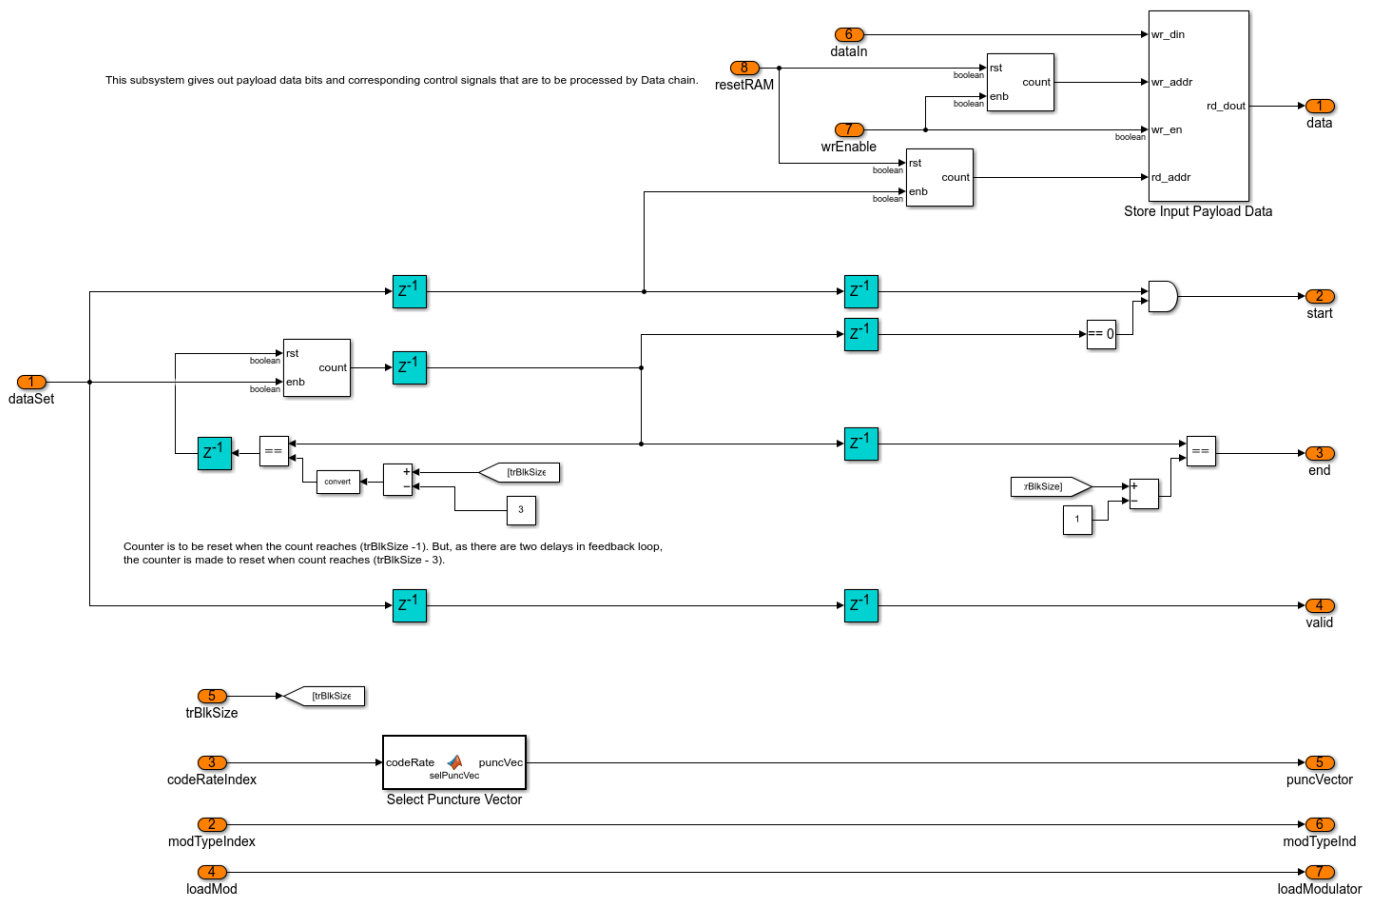 6
dataIn
wr_din
This subsystem gives out payload data bits and corresponding control signals that are to be processed by Data chain.
8
resetRAM
rst
boolean
enb
boolean
count
wr_addr
rd_dout
1
data
7
wrEnable
wr_en
boolean
rst
boolean
enb
boolean
count
rd_addr
Store Input Payload Data
Z-1
Z-1
2
start
Z-1
== 0
1
dataSet
rst
boolean
enb
boolean
count
Z-1
Z-1
==
convert
+
−
[trBlkSize
3
Z-1
==
rBlkSize]
+
−
1
3
end
Counter is to be reset when the count reaches (trBlkSize -1). But, as there are two delays in feedback loop,
the counter is made to reset when count reaches (trBlkSize - 3).
Z-1
Z-1
4
valid
5
trBlkSize
[trBlkSize
3
codeRateIndex
codeRate
puncVec
selPuncVec
Select Puncture Vector
5
puncVector
2
modTypeIndex
6
modTypeInd
4
loadMod
7
loadModulator